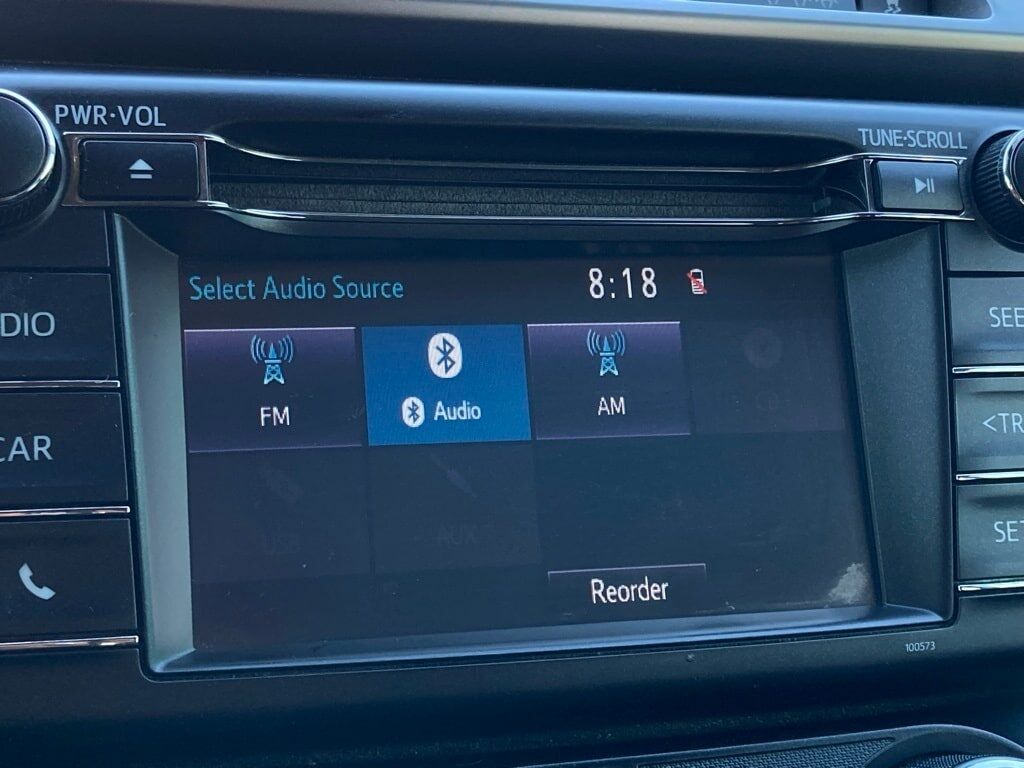 PWR·VOL
TUNE·SCROLL
Select Audio Source 8:18
DIO
SEE
FM
Audio
AM
CAR
<TR
AUX
SET
Reorder
100573